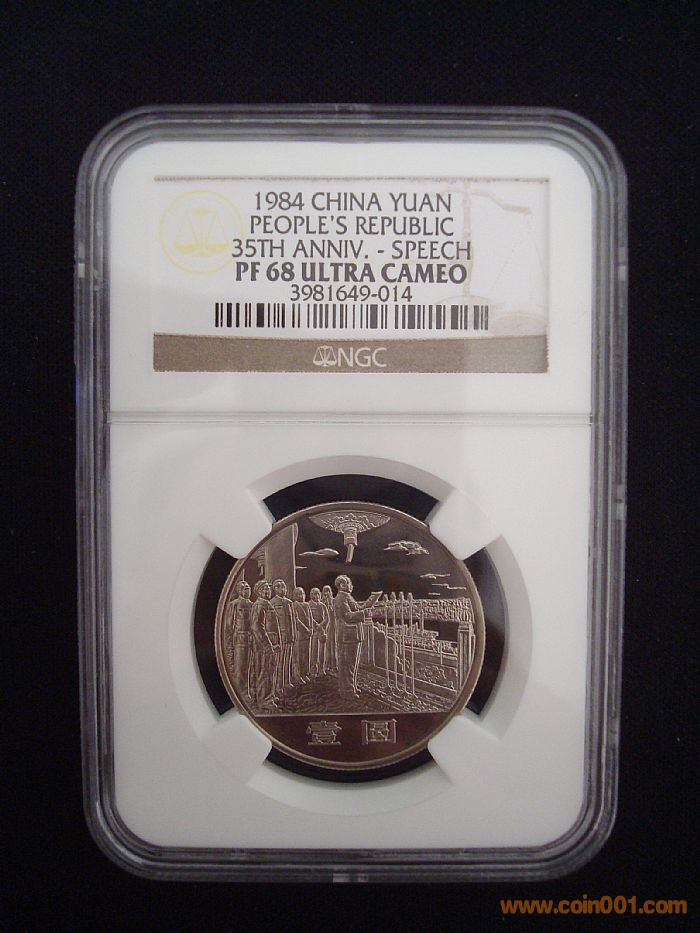 1984 CHINA YUAN
PEOPLE'S REPUBLIC
35TH ANNIV. - SPEECH
PF 68 ULTRA CAMEO
3981649-014
NGC
壹圆
www.coin001.com